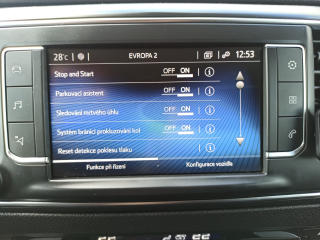 28°c EVROPA 2 12:53
Stop and Start OFF ON
Parkovací asistent OFF ON
Sledování mrtvého úhlu OFF ON
Systém bránící prokluzování kol OFF ON
Reset detekce poklesu tlaku
Funkce při řízení Konfigurace vozidla